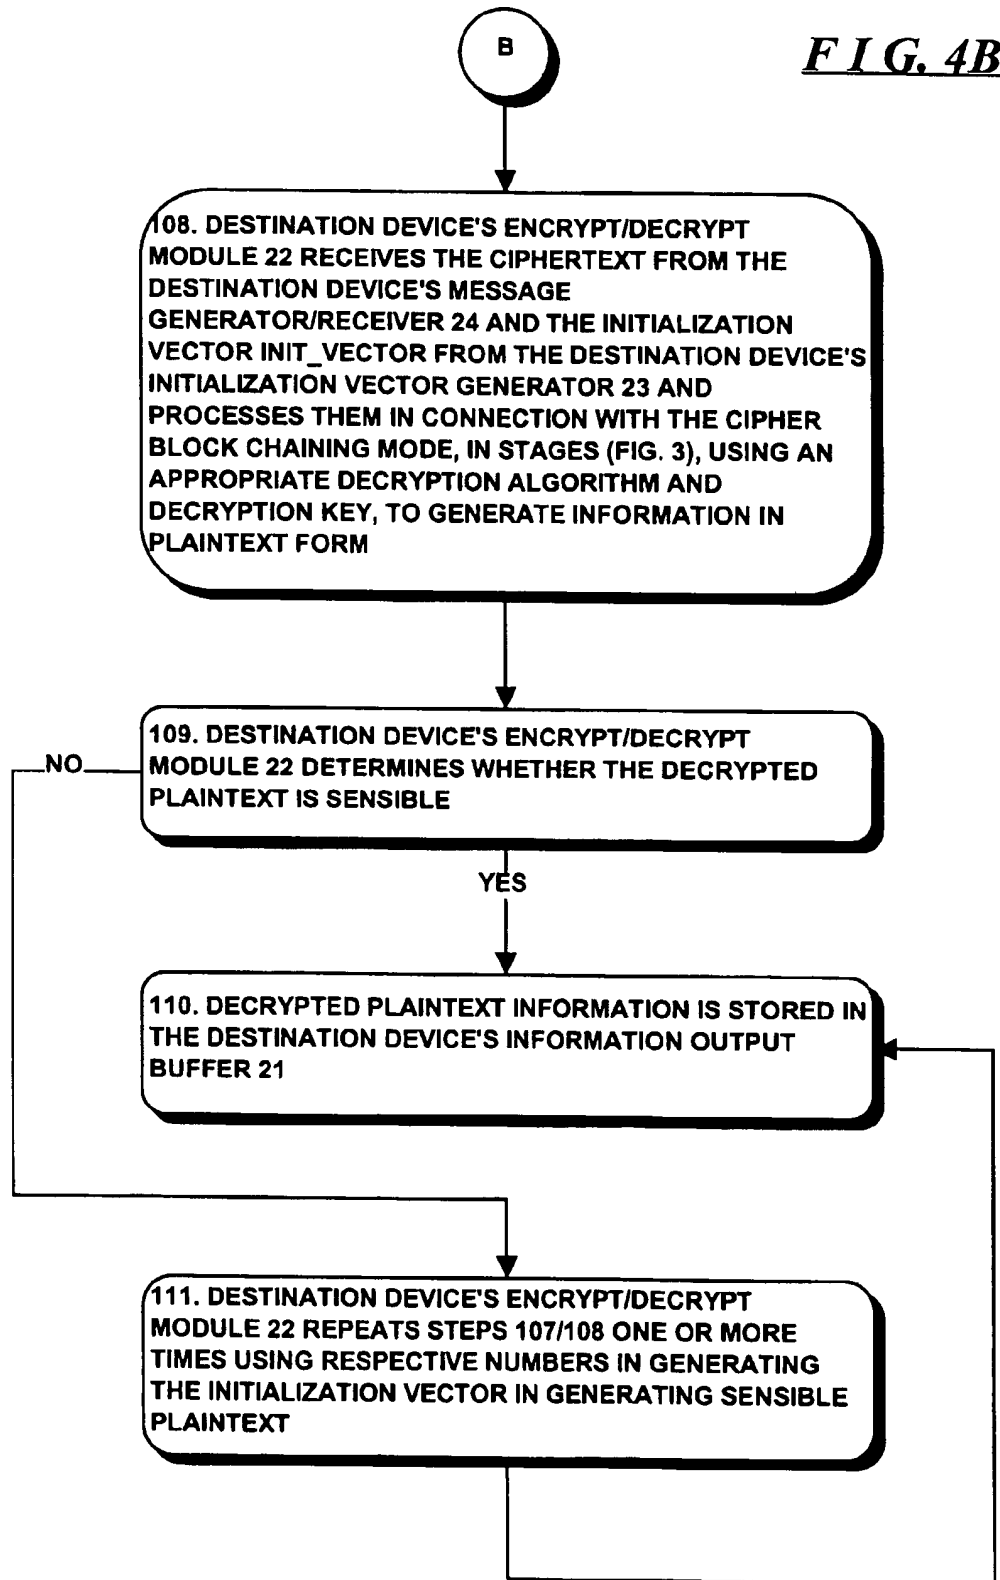 B
F I G. 4B
108. DESTINATION DEVICE'S ENCRYPT/DECRYPT
MODULE 22 RECEIVES THE CIPHERTEXT FROM THE
DESTINATION DEVICE'S MESSAGE
GENERATOR/RECEIVER 24 AND THE INITIALIZATION
VECTOR INIT_VECTOR FROM THE DESTINATION DEVICE'S
INITIALIZATION VECTOR GENERATOR 23 AND
PROCESSES THEM IN CONNECTION WITH THE CIPHER
BLOCK CHAINING MODE, IN STAGES (FIG. 3), USING AN
APPROPRIATE DECRYPTION ALGORITHM AND
DECRYPTION KEY, TO GENERATE INFORMATION IN
PLAINTEXT FORM
109. DESTINATION DEVICE'S ENCRYPT/DECRYPT
MODULE 22 DETERMINES WHETHER THE DECRYPTED
PLAINTEXT IS SENSIBLE
NO
YES
110. DECRYPTED PLAINTEXT INFORMATION IS STORED IN
THE DESTINATION DEVICE'S INFORMATION OUTPUT
BUFFER 21
111. DESTINATION DEVICE'S ENCRYPT/DECRYPT
MODULE 22 REPEATS STEPS 107/108 ONE OR MORE
TIMES USING RESPECTIVE NUMBERS IN GENERATING
THE INITIALIZATION VECTOR IN GENERATING SENSIBLE
PLAINTEXT